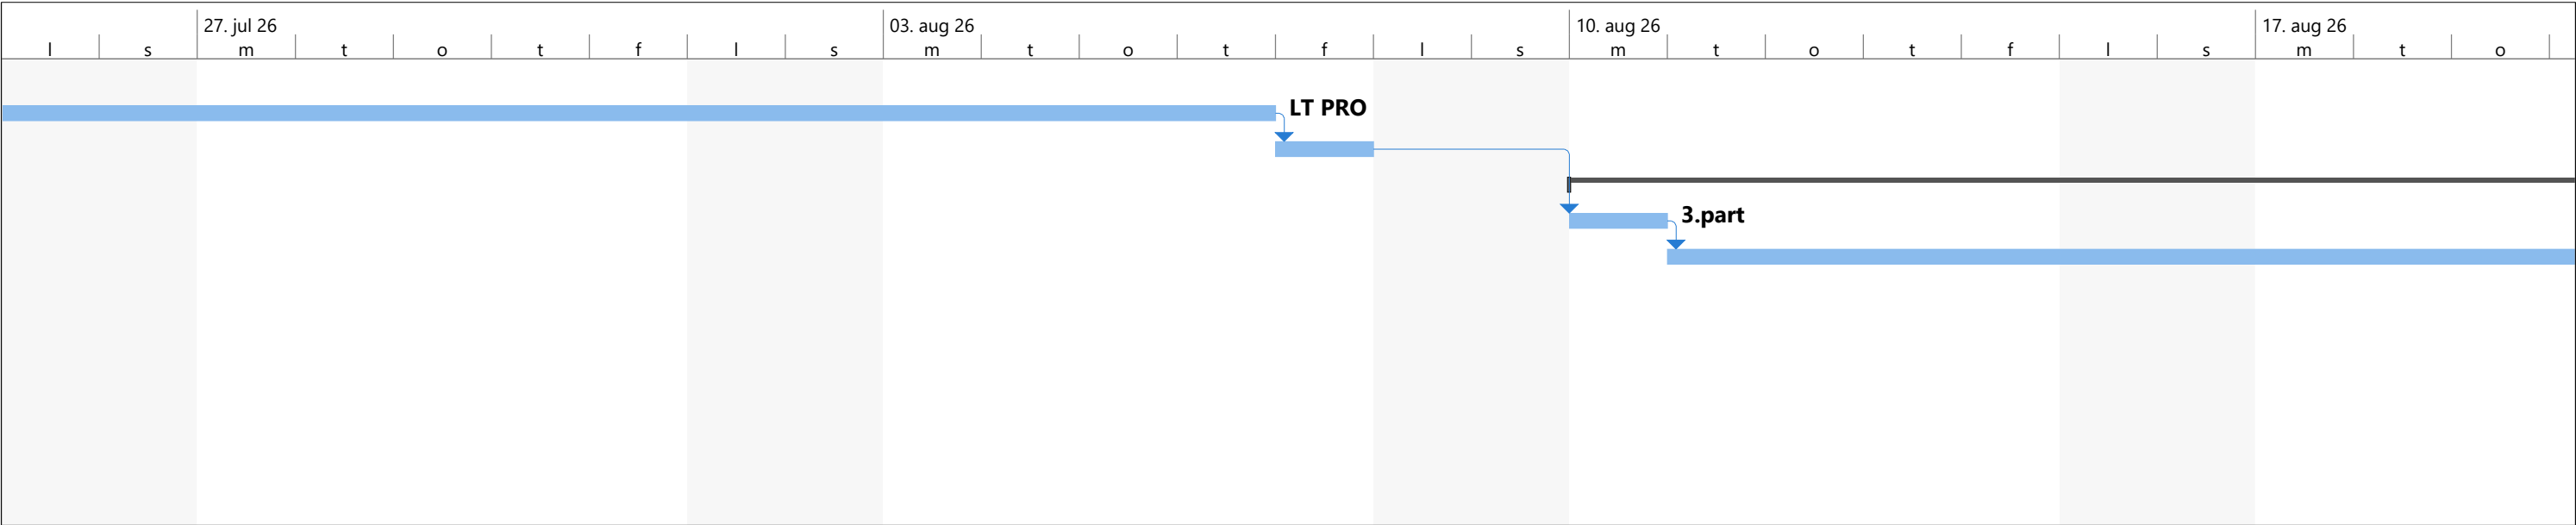 27. jul 26 03. aug 26 10. aug 26 17. aug 26
l s m t o t f l s m t o t f l s m t o t f l s m t o
LT PRO
3.part